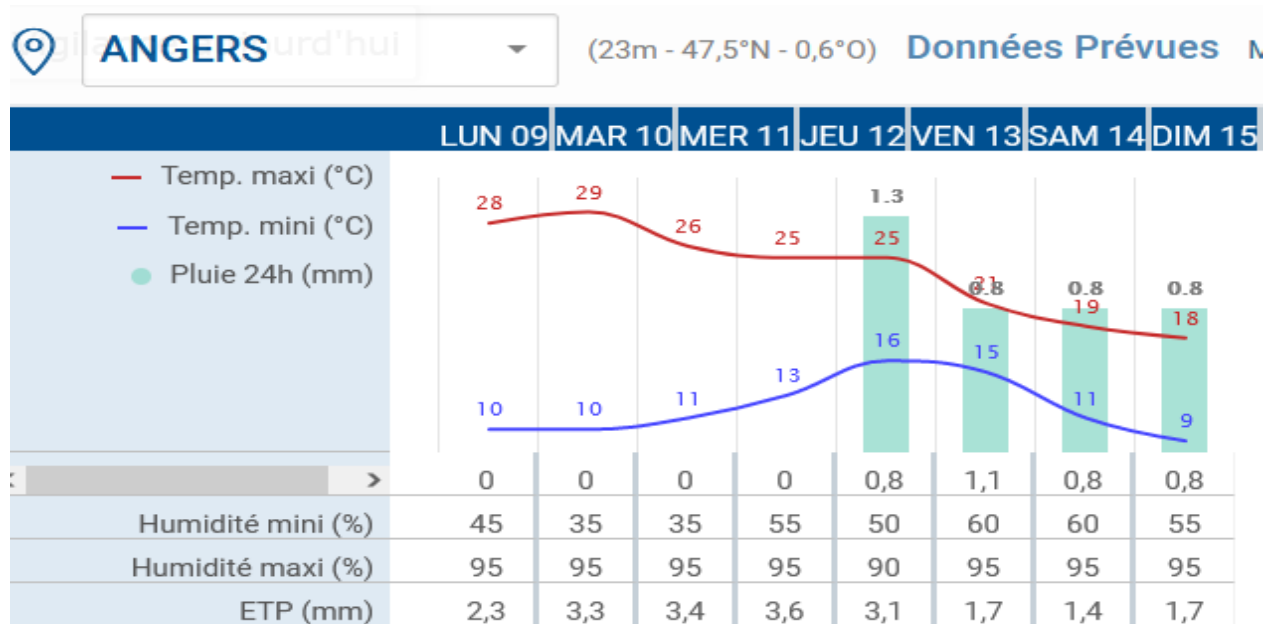 ANGERS (23m - 47,5°N - 0,6°O) Données Prévues
LUN 09 MAR 10 MER 11 JEU 12 VEN 13 SAM 14 DIM 15
Temp. maxi (°C)
Temp. mini (°C)
Pluie 24h (mm)
28 29 26 25 25 21 19 18
1.3 0.8 0.8 0.8
10 10 11 13 16 15 11 9
0 0 0 0 0,8 1,1 0,8 0,8
Humidité mini (%) 45 35 35 55 50 60 60 55
Humidité maxi (%) 95 95 95 95 90 95 95 95
ETP (mm) 2,3 3,3 3,4 3,6 3,1 1,7 1,4 1,7